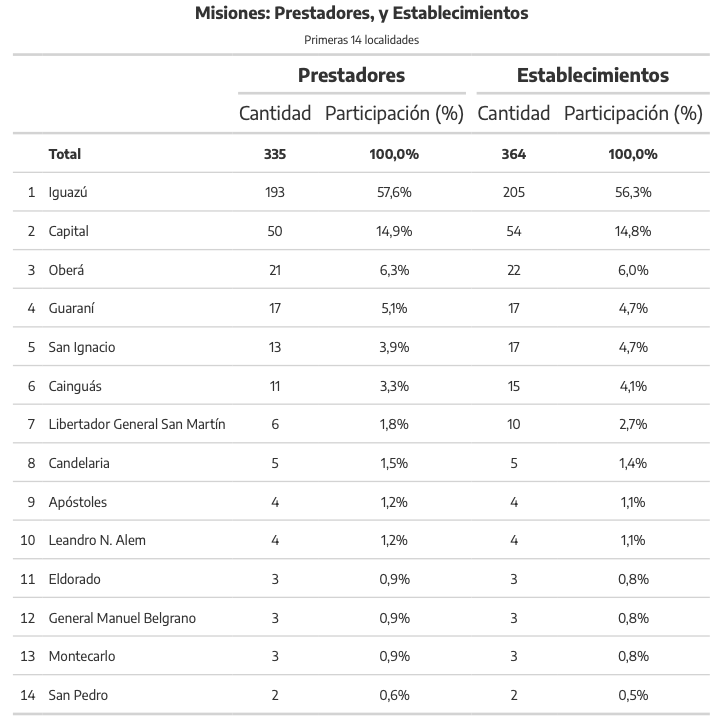 Misiones: Prestadores, y Establecimientos
Primeras 14 localidades
Prestadores Establecimientos
Cantidad Participación (%) Cantidad Participación (%)
Total 335 100,0% 364 100,0%
1 Iguazú 193 57,6% 205 56,3%
2 Capital 50 14,9% 54 14,8%
3 Oberá 21 6,3% 22 6,0%
4 Guaraní 17 5,1% 17 4,7%
5 San Ignacio 13 3,9% 17 4,7%
6 Cainguás 11 3,3% 15 4,1%
7 Libertador General San Martín 6 1,8% 10 2,7%
8 Candelaria 5 1,5% 5 1,4%
9 Apóstoles 4 1,2% 4 1,1%
10 Leandro N. Alem 4 1,2% 4 1,1%
11 Eldorado 3 0,9% 3 0,8%
12 General Manuel Belgrano 3 0,9% 3 0,8%
13 Montecarlo 3 0,9% 3 0,8%
14 San Pedro 2 0,6% 2 0,5%